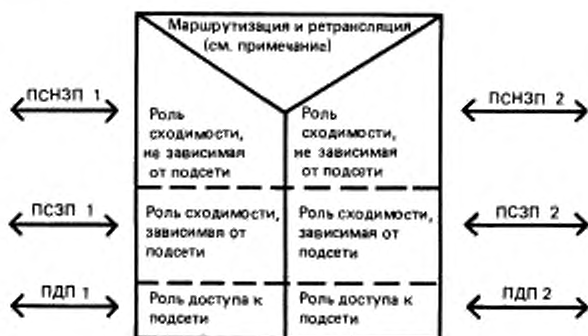 Маршрутизация и ретрансляция
(см. примечание)
ПСНЗП 1
ПСНЗП 2
Роль
сходимости,
не зависимая
от подсети
Роль
сходимости,
не зависимая
от подсети
ПСЗП 1
ПСЗП 2
Роль сходимости,
зависимая от
подсети
Роль сходимости,
зависимая от
подсети
ПДП 1
ПДП 2
Роль доступа к
подсети
Роль доступа к
подсети